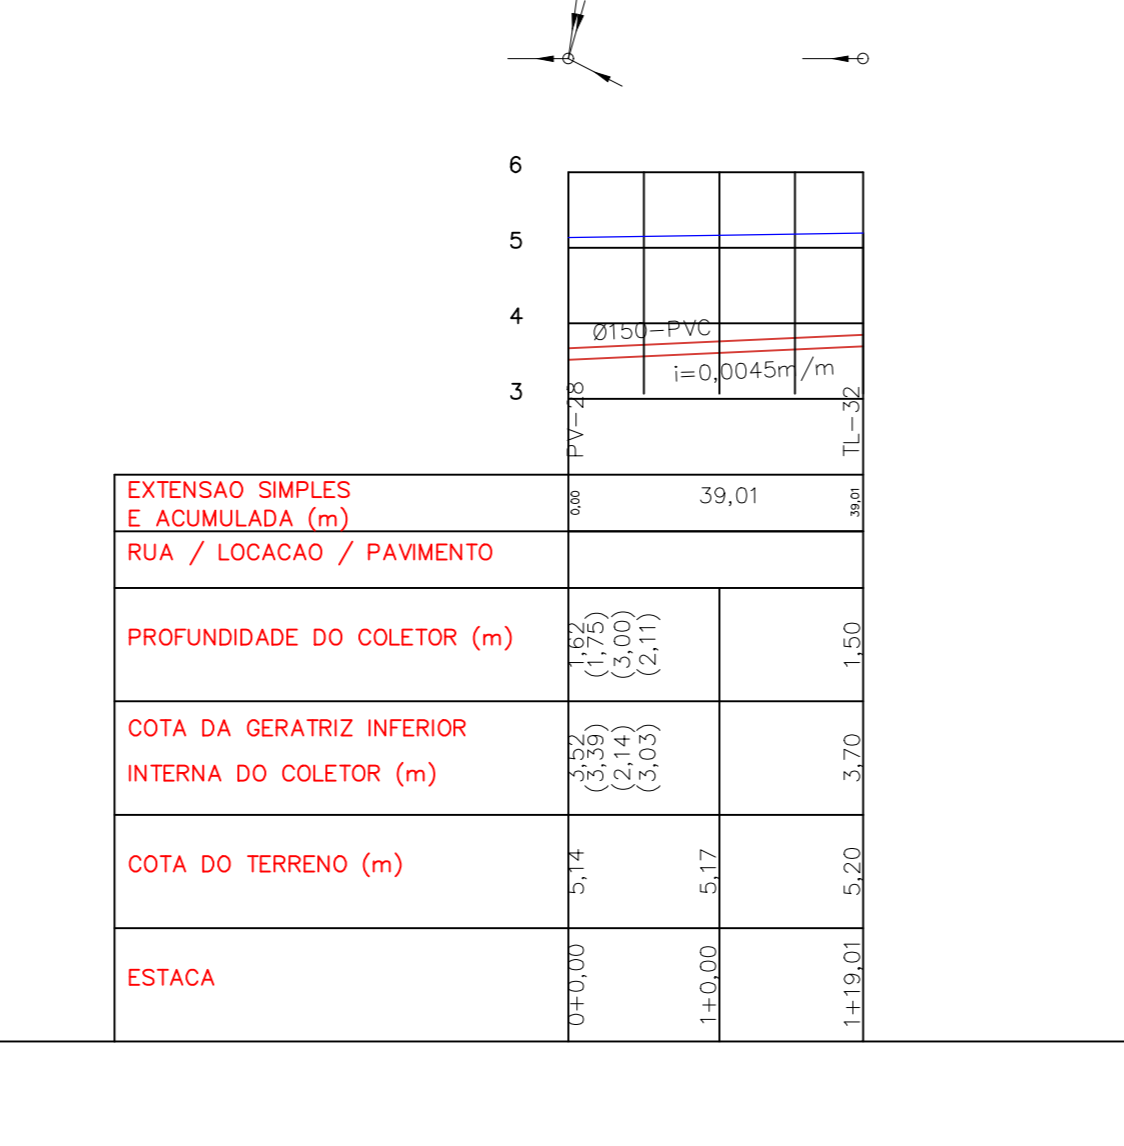 6
5
4
3
Ø150-PVC
i=0,0045m/m
PV-28
TL-32
EXTENSAO SIMPLES
E ACUMULADA (m)
0,00
39,01
39,01
RUA / LOCACAO / PAVIMENTO
PROFUNDIDADE DO COLETOR (m)
1,62
(1,75)
(3,00)
(2,11)
1,50
COTA DA GERATRIZ INFERIOR
INTERNA DO COLETOR (m)
3,52
(3,39)
(2,14)
(3,03)
3,70
COTA DO TERRENO (m)
5,14
5,17
5,20
ESTACA
0+0,00
1+0,00
1+19,01